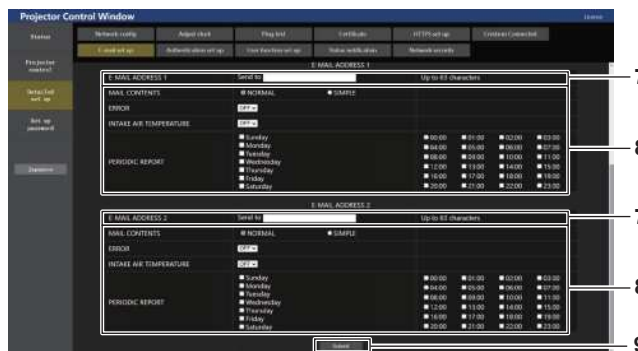 Projector Control Window
License
Status
Network config
Adjust clock
Ping test
Certificate
HTTPS set up
Crestron Connected
E-mail set up
Authentication set up
User function set up
Status notification
Network security
Projector control
Detailed set up
Set up password
Japanese
E-MAIL ADDRESS 1
E-MAIL ADDRESS 1 Send to Up to 63 characters
MAIL CONTENTS NORMAL SIMPLE
ERROR OFF
INTAKE AIR TEMPERATURE OFF
PERIODIC REPORT
Sunday
Monday
Tuesday
Wednesday
Thursday
Friday
Saturday
00:00 01:00 02:00 03:00
04:00 05:00 06:00 07:00
08:00 09:00 10:00 11:00
12:00 13:00 14:00 15:00
16:00 17:00 18:00 19:00
20:00 21:00 22:00 23:00
E-MAIL ADDRESS 2
E-MAIL ADDRESS 2 Send to Up to 63 characters
MAIL CONTENTS NORMAL SIMPLE
ERROR OFF
INTAKE AIR TEMPERATURE OFF
PERIODIC REPORT
Sunday
Monday
Tuesday
Wednesday
Thursday
Friday
Saturday
00:00 01:00 02:00 03:00
04:00 05:00 06:00 07:00
08:00 09:00 10:00 11:00
12:00 13:00 14:00 15:00
16:00 17:00 18:00 19:00
20:00 21:00 22:00 23:00
Submit
7
8
7
8
9